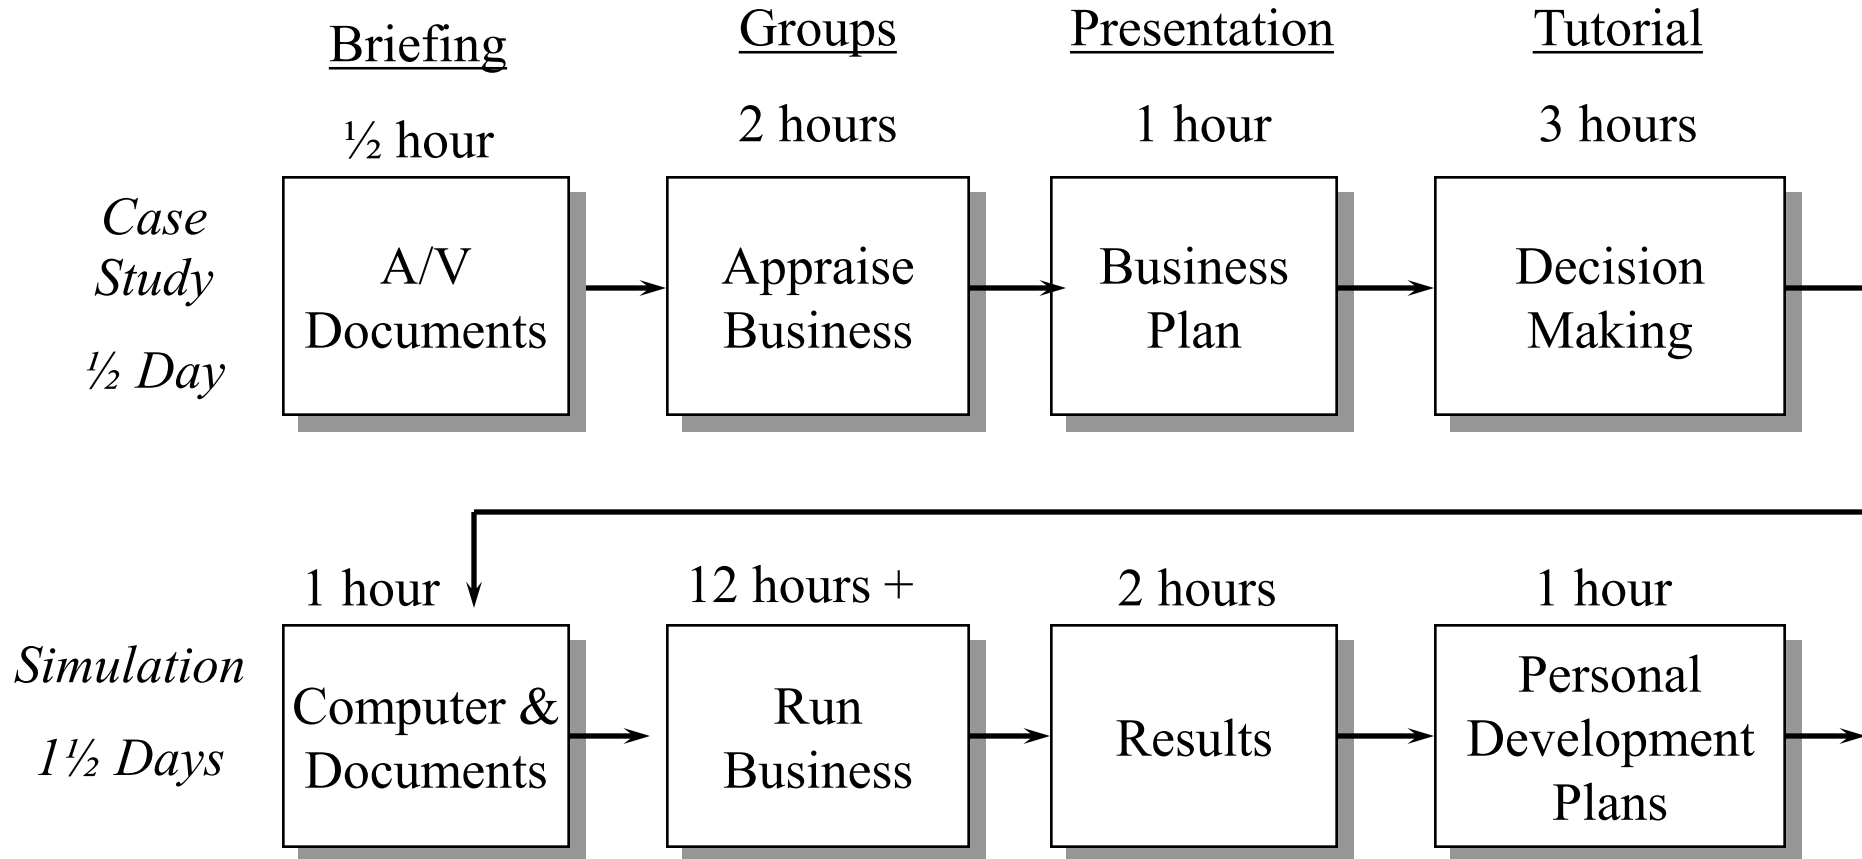 Briefing
Groups
Presentation
Tutorial
½ hour
2 hours
1 hour
3 hours
Case
Study
½ Day
A/V
Documents
Appraise
Business
Business
Plan
Decision
Making
1 hour
12 hours +
2 hours
1 hour
Simulation
1½ Days
Computer &
Documents
Run
Business
Results
Personal
Development
Plans